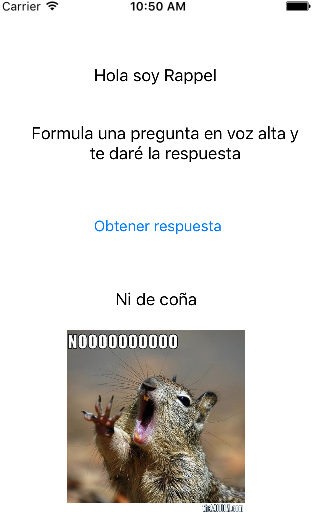 Carrier 10:50 AM
Hola soy Rappel
Formula una pregunta en voz alta y
te daré la respuesta
Obtener respuesta
Ni de coña
NOOOOOOOOOO